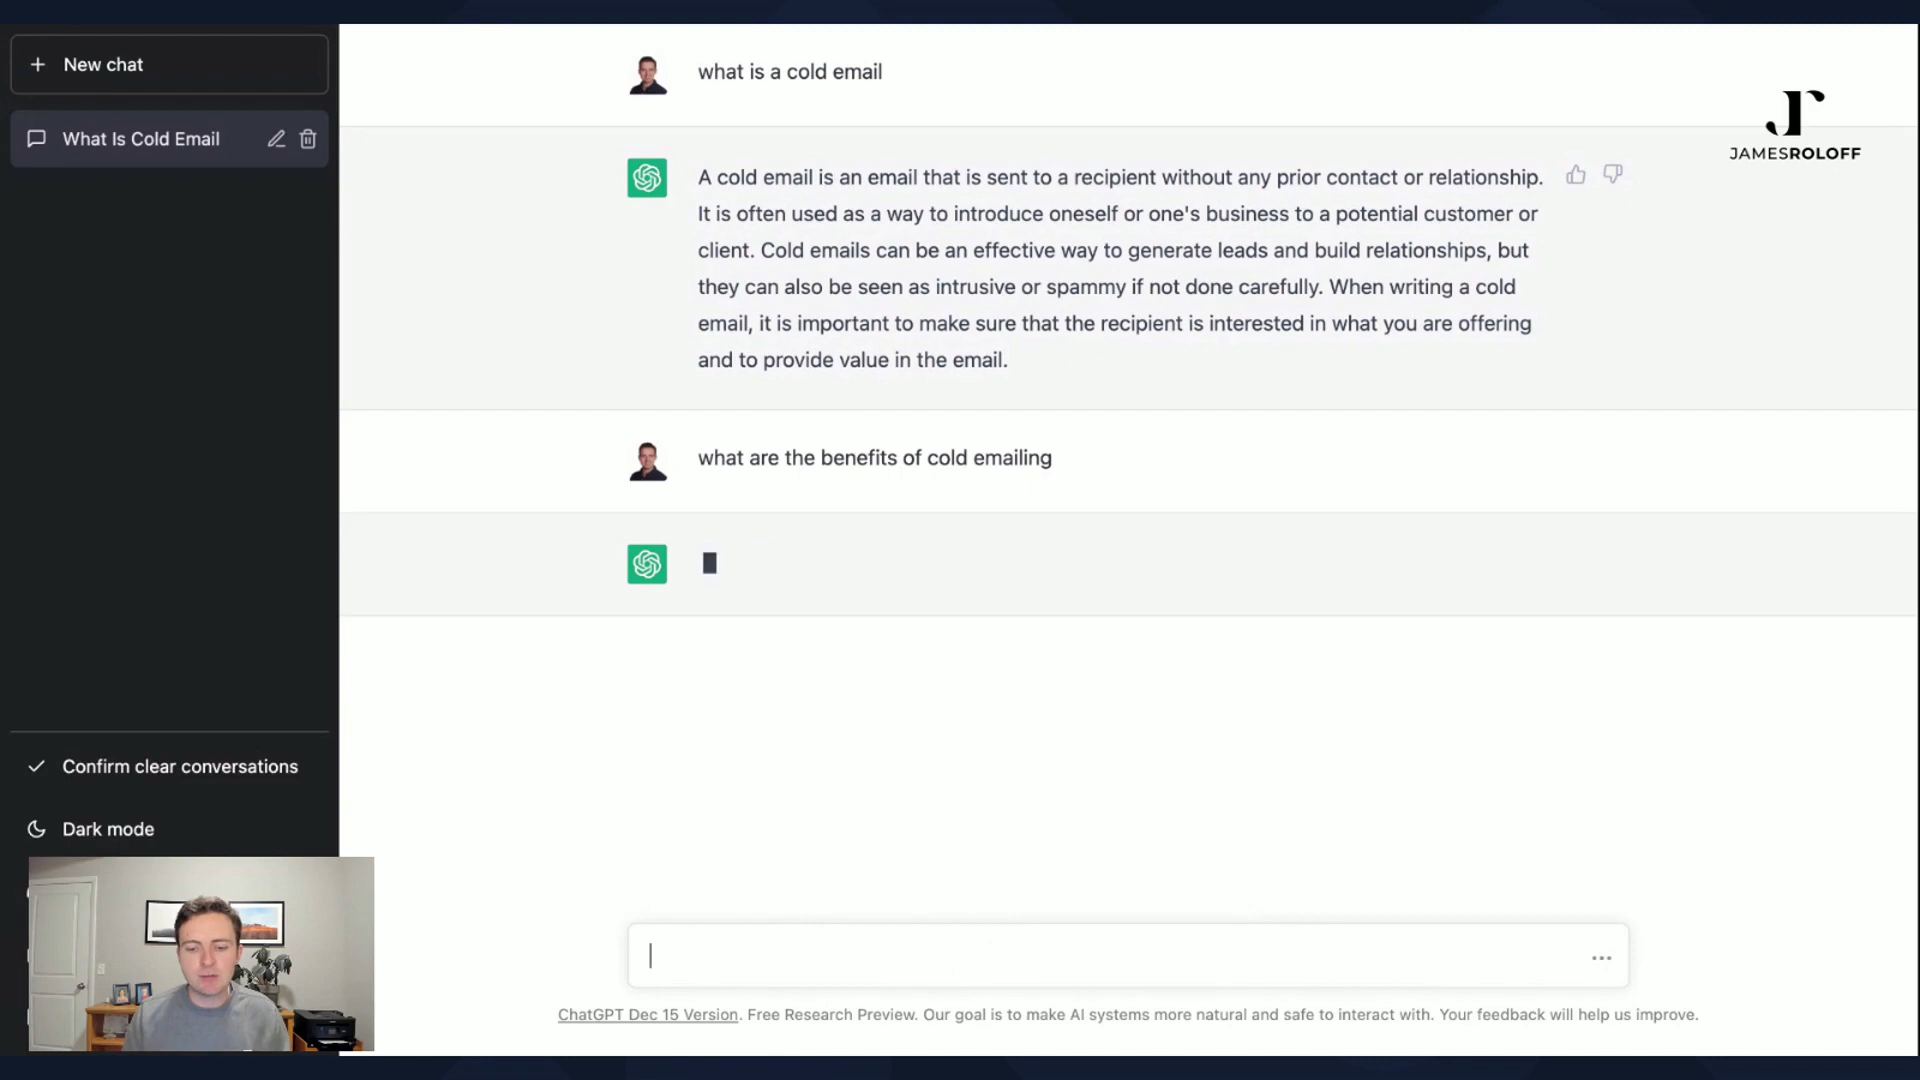 New chat
What Is Cold Email
Confirm clear conversations
Dark mode
what is a cold email
JAMESROLOFF
A cold email is an email that is sent to a recipient without any prior contact or relationship.
It is often used as a way to introduce oneself or one's business to a potential customer or
client. Cold emails can be an effective way to generate leads and build relationships, but
they can also be seen as intrusive or spammy if not done carefully. When writing a cold
email, it is important to make sure that the recipient is interested in what you are offering
and to provide value in the email.
what are the benefits of cold emailing
ChatGPT Dec 15 Version. Free Research Preview. Our goal is to make AI systems more natural and safe to interact with. Your feedback will help us improve.